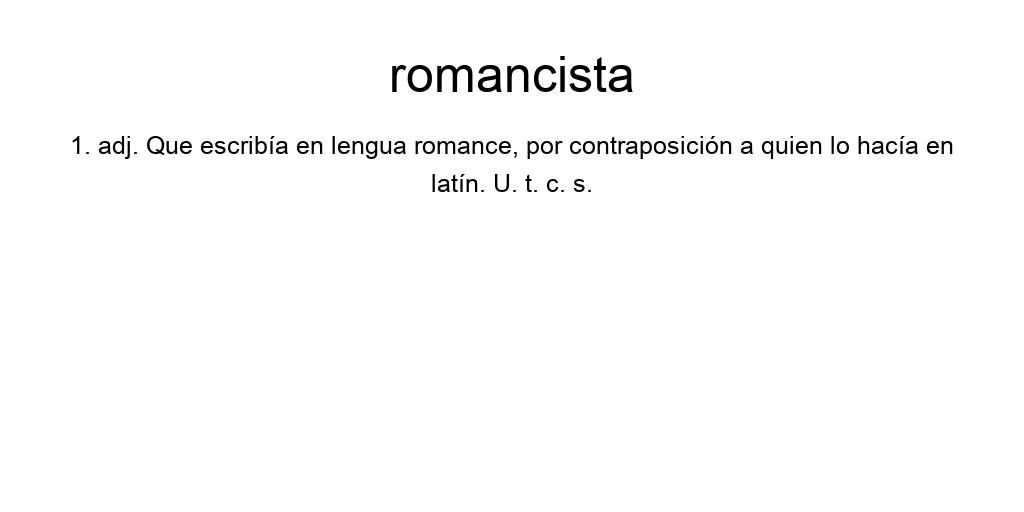 romancista
1. adj. Que escribía en lengua romance, por contraposición a quien lo hacía en
latín. U. t. c. s.